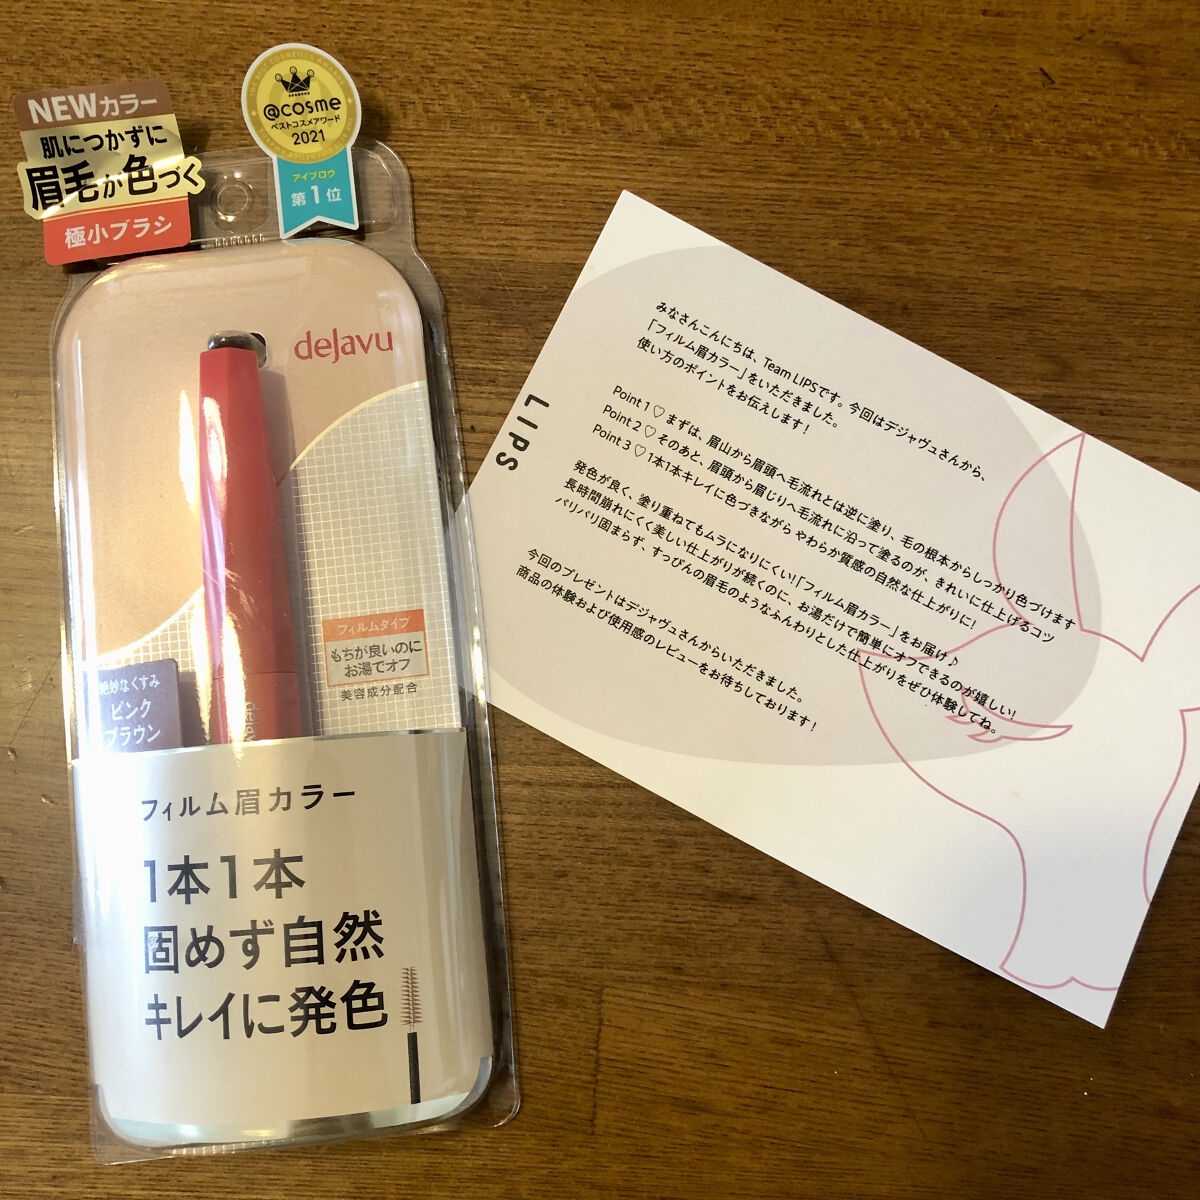 NEWカラー
肌につかずに
眉毛が色づく
極小ブラシ
@cosme
ベストコスメアワード
2021
アイブロウ
第1位
dejavu
フィルムタイプ
もちが良いのに
お湯でオフ
美容成分配合
絶妙なくすみ
ピンク
ブラウン
フィルム眉カラー
1本1本
固めず自然
キレイに発色
LIPS
みなさんこんにちは、Team LIPSです。今回はデジャヴュさんから、
「フィルム眉カラー」をいただきました。
使い方のポイントをお伝えします！
Point 1 ♡ まずは、眉山から眉頭へ毛流れとは逆に塗り、毛の根本からしっかり色づけます
Point 2 ♡ そのあと、眉頭から眉じりへ毛流れに沿って塗るのが、きれいに仕上げるコツ
Point 3 ♡ 1本1本キレイに色づきながら やわらか質感の自然な仕上がりに！
発色が良く、塗り重ねてもムラになりにくい！「フィルム眉カラー」をお届け♪
長時間崩れにくく美しい仕上がりが続くのに、お湯だけで簡単にオフできるのが嬉しい！
パリパリ固まらず、すっぴんの眉毛のようなふんわりとした仕上がりをぜひ体験してね。
今回のプレゼントはデジャヴュさんからいただきました。
商品の体験および使用感のレビューをお待ちしております！